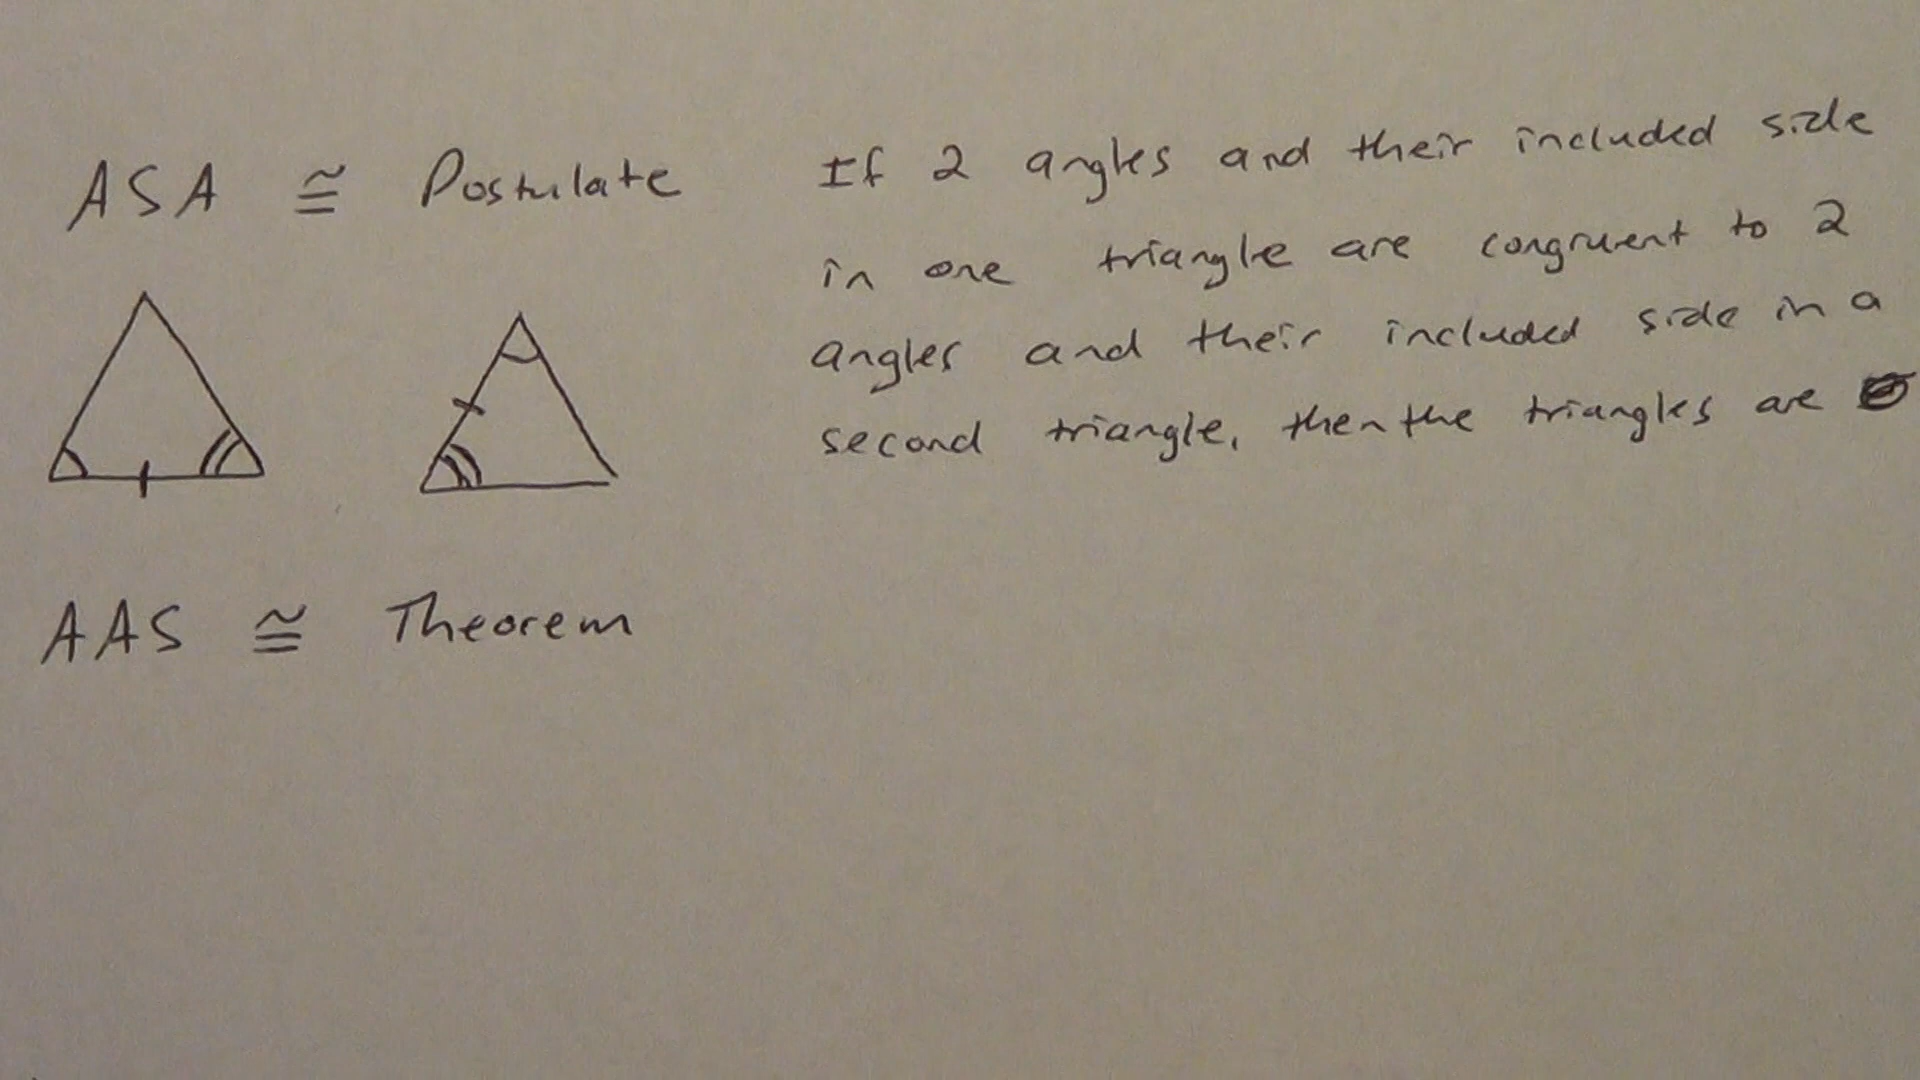 ASA ≅ Postulate
If 2 angles and their included side
in one triangle are congruent to 2
angles and their included side in a
second triangle, then the triangles are
AAS ≅ Theorem